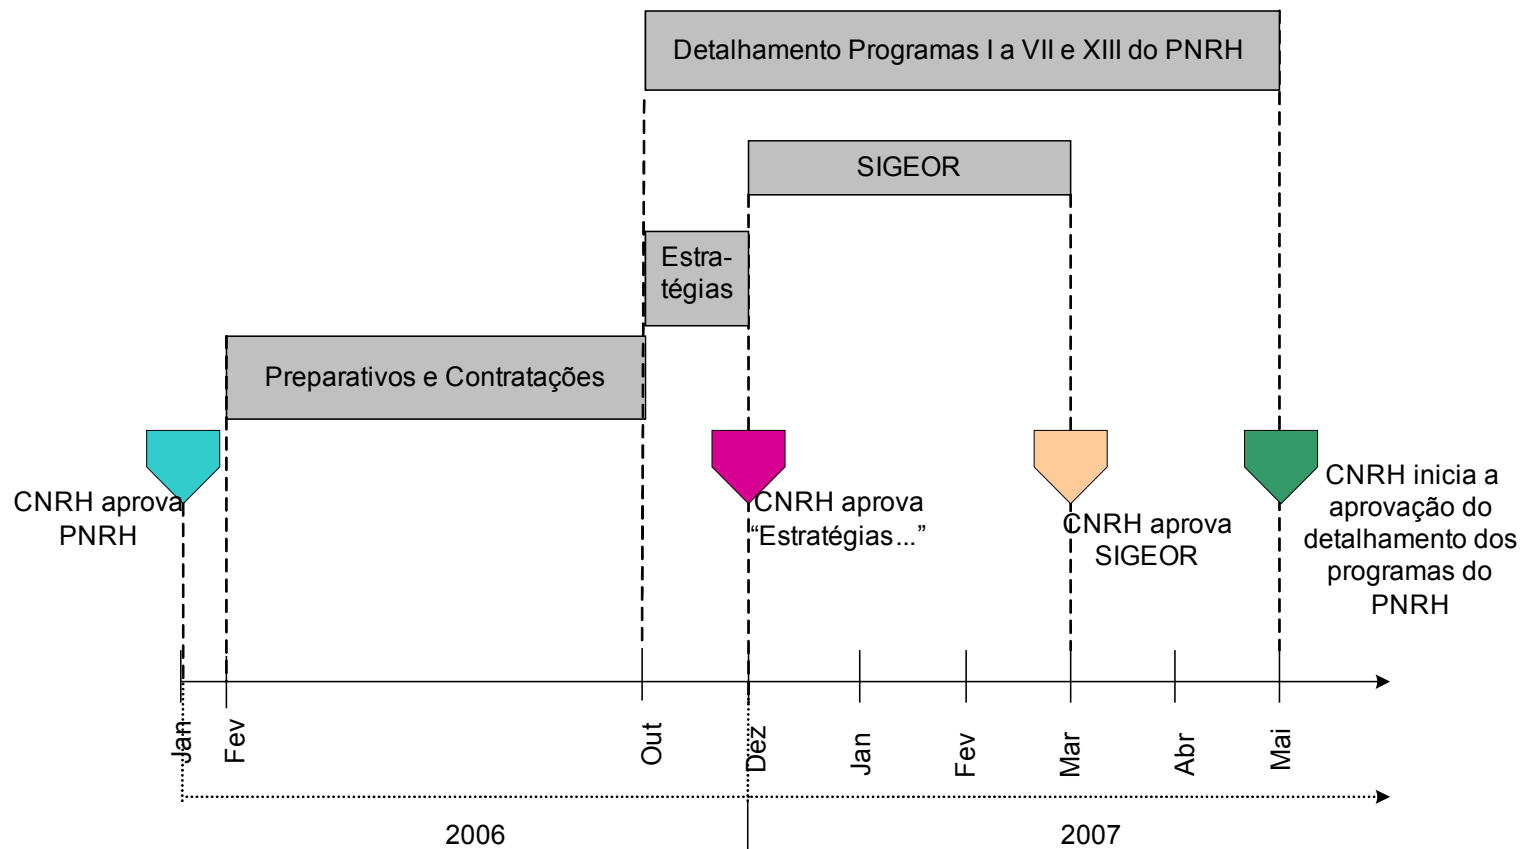 Detalhamento Programas I a VII e XIII do PNRH
SIGEOR
Estra-
tégias
Preparativos e Contratações
CNRH aprova
PNRH
CNRH aprova
“Estratégias...”
CNRH aprova
SIGEOR
CNRH inicia a
aprovação do
detalhamento dos
programas do
PNRH
Jan
Fev
Out
Dez
Jan
Fev
Mar
Abr
Mai
2006
2007